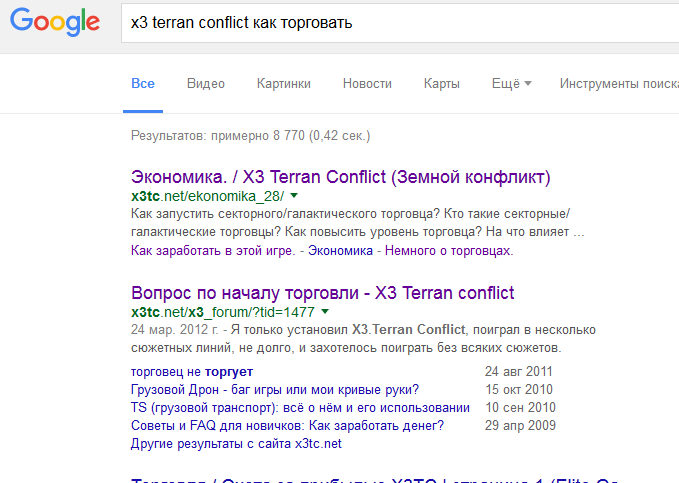 Google
x3 terran conflict как торговать
Все Видео Картинки Новости Карты Ещё Инструменты поиска
Результатов: примерно 8 770 (0,42 сек.)
Экономика. / X3 Terran Conflict (Земной конфликт)
x3tc.net/ekonomika_28/
Как запустить секторного/галактического торговца? Кто такие секторные/
галактические торговцы? Как повысить уровень торговца? На что влияет ...
Как заработать в этой игре. - Экономика - Немного о торговцах.
Вопрос по началу торговли - X3 Terran conflict
x3tc.net/x3_forum/?tid=1477
24 мар. 2012 г. - Я только установил X3.Terran Conflict, поиграл в несколько
сюжетных линий, не долго, и захотелось поиграть без всяких сюжетов.
торговец не торгует 24 авг 2011
Грузовой Дрон - баг игры или мои кривые руки? 15 окт 2010
TS (грузовой транспорт): всё о нём и его использовании 10 сен 2010
Советы и FAQ для новичков: Как заработать денег? 29 апр 2009
Другие результаты с сайта x3tc.net